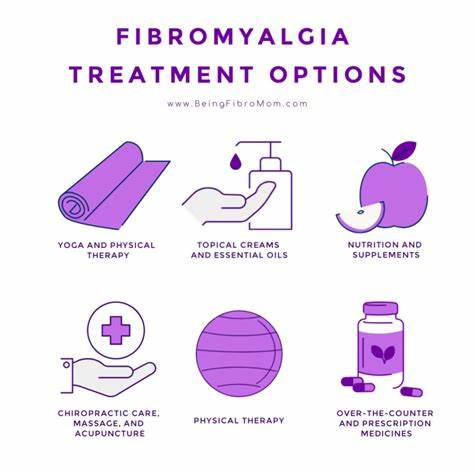 FIBROMYALGIA
TREATMENT OPTIONS
www.BeingFibroMom.com
YOGA AND PHYSICAL
THERAPY
TOPICAL CREAMS
AND ESSENTIAL OILS
NUTRITION AND
SUPPLEMENTS
CHIROPRACTIC CARE,
MASSAGE, AND
ACUPUNCTURE
PHYSICAL THERAPY
OVER-THE-COUNTER
AND PRESCRIPTION
MEDICINES